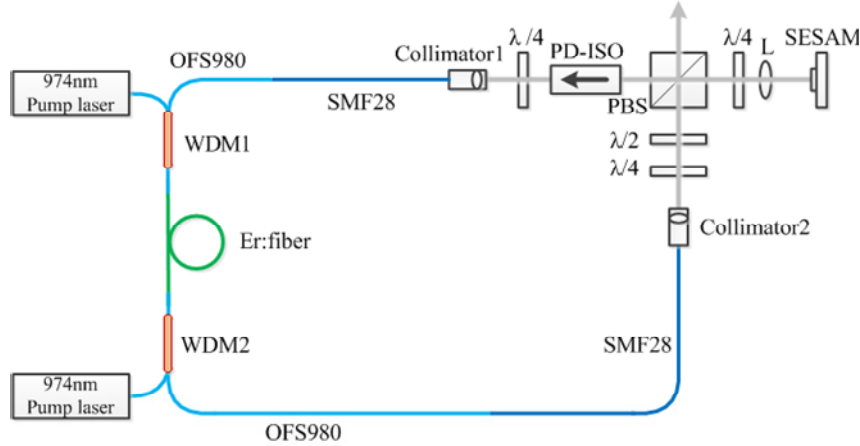 OFS980
Collimator1
λ/4
PD-ISO
λ/4
L
SESAM
974nm
Pump laser
SMF28
PBS
WDM1
λ/2
λ/4
Er:fiber
Collimator2
WDM2
SMF28
974nm
Pump laser
OFS980